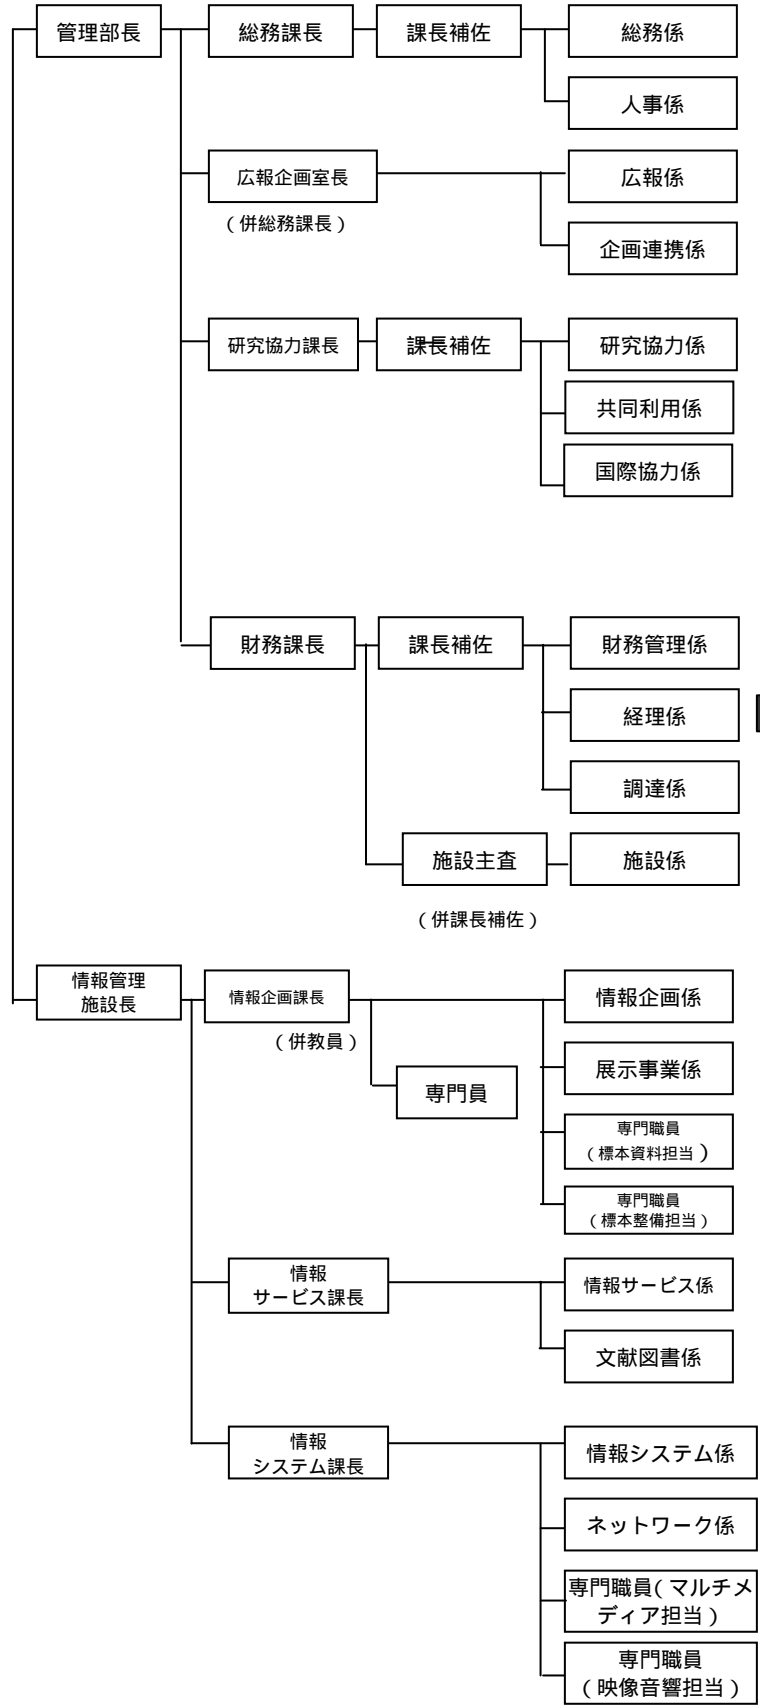 管理部長
総務課長
課長補佐
総務係
人事係
広報企画室長
広報係
（併総務課長）
企画連携係
研究協力課長
課長補佐
研究協力係
共同利用係
国際協力係
財務課長
課長補佐
財務管理係
経理係
調達係
施設主査
施設係
（併課長補佐）
情報管理
施設長
情報企画課長
情報企画係
（併教員）
専門員
展示事業係
専門職員
（標本資料担当）
専門職員
（標本整備担当）
情報
サービス課長
情報サービス係
文献図書係
情報
システム課長
情報システム係
ネットワーク係
専門職員（マルチメ
ディア担当）
専門職員
（映像音響担当）